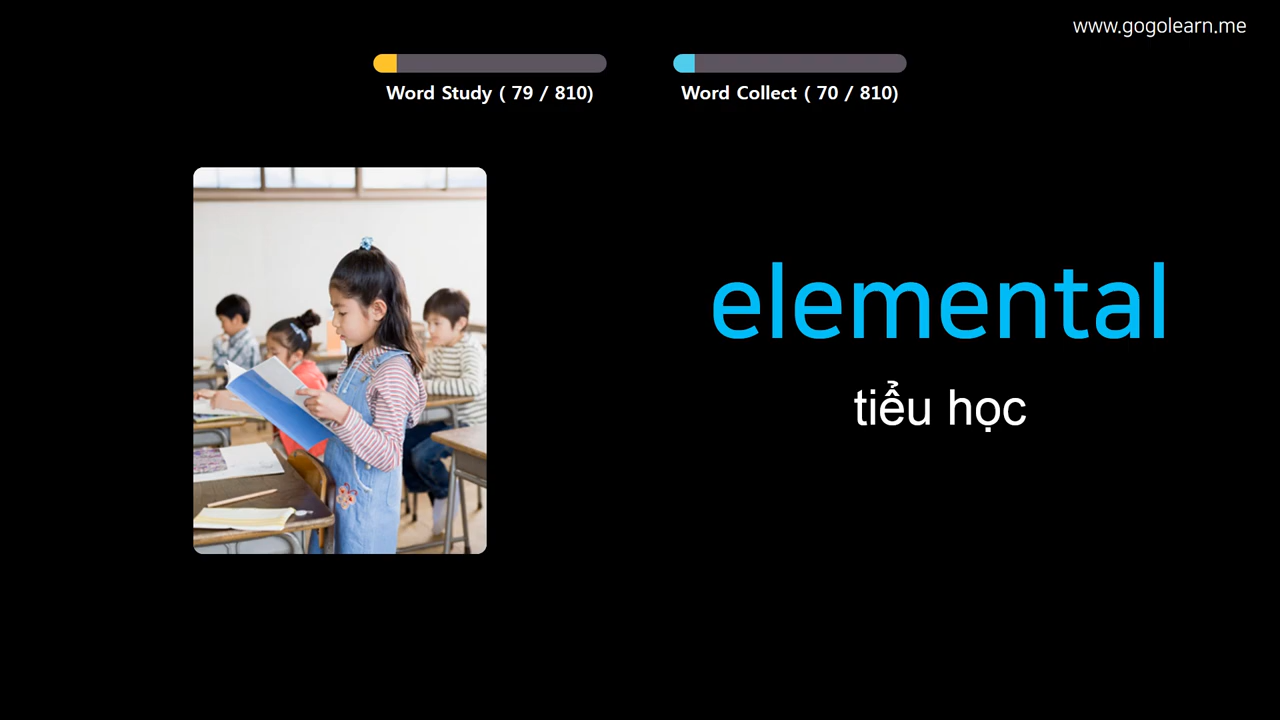 www.gogolearn.me
Word Study ( 79 / 810)
Word Collect ( 70 / 810)
elemental
tiểu học